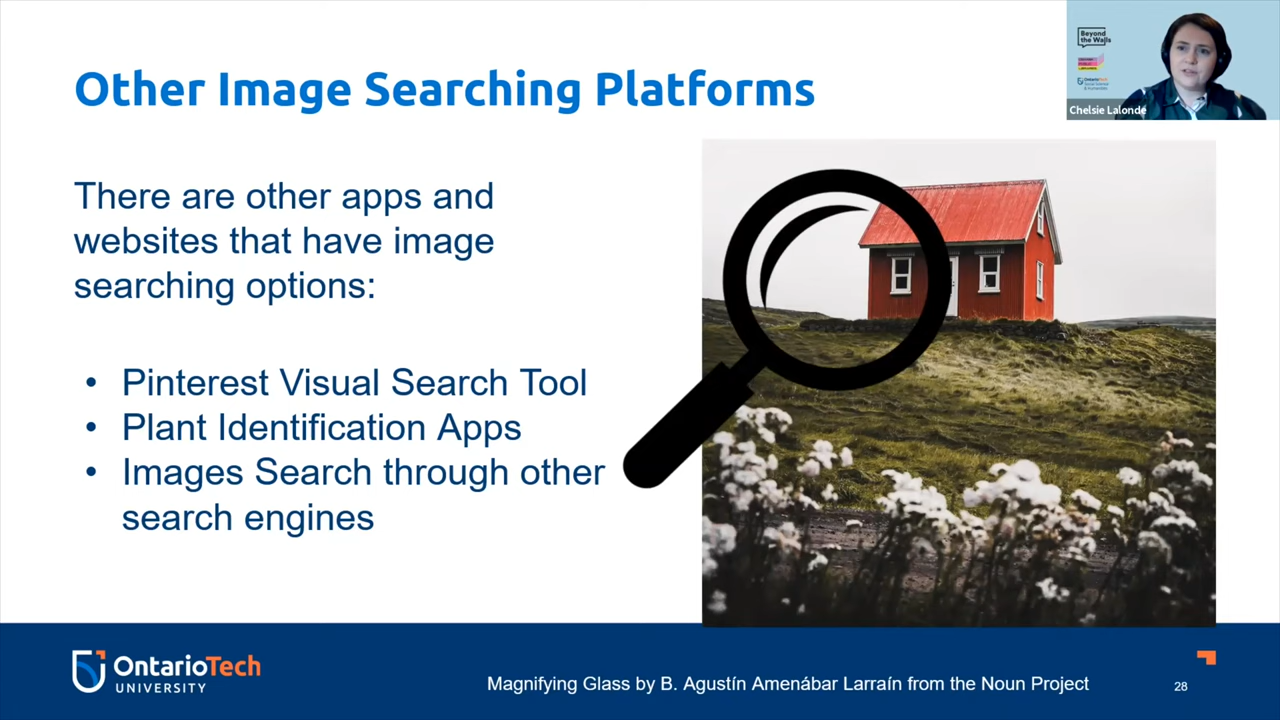 Other Image Searching Platforms
There are other apps and
websites that have image
searching options:
• Pinterest Visual Search Tool
• Plant Identification Apps
• Images Search through other
search engines
Beyond
the Walls
Chelsie Lalonde
OntarioTech
UNIVERSITY
Magnifying Glass by B. Agustín Amenábar Larraín from the Noun Project
28